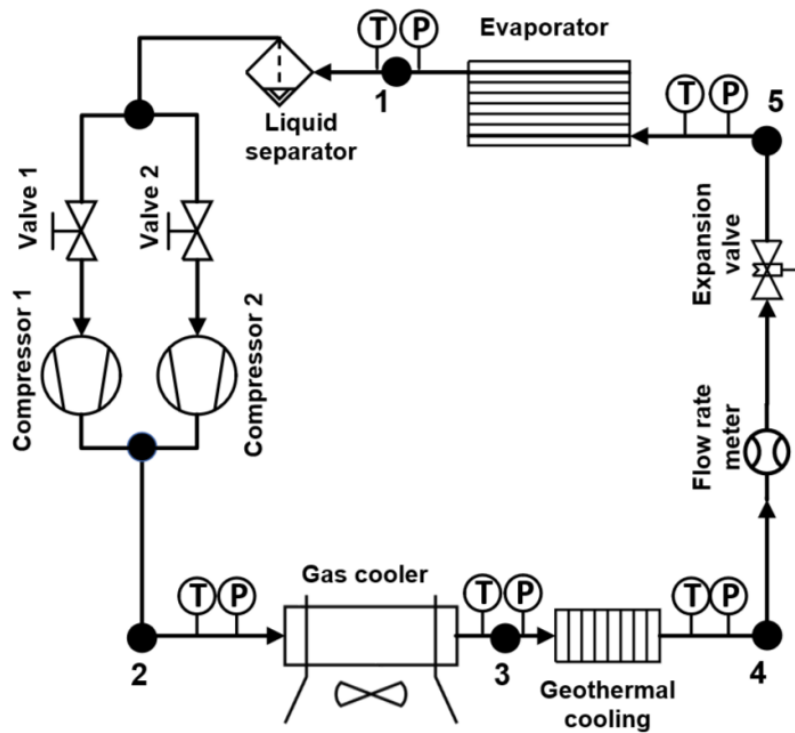 T P
Evaporator
1
T P
5
Liquid
separator
Valve 1
Valve 2
Expansion
valve
Compressor 1
Compressor 2
Flow rate
meter
T P
Gas cooler
T P
T P
2
3
4
Geothermal
cooling